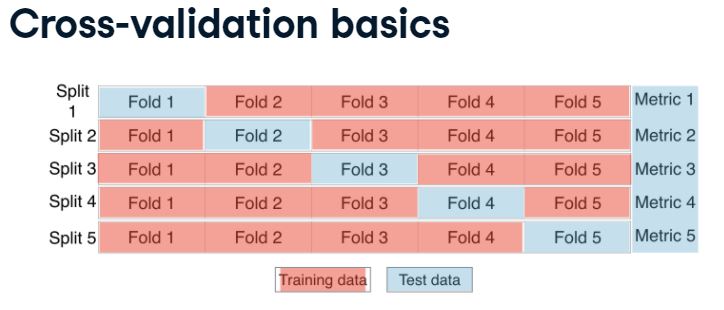 Cross-validation basics
Split
1 Fold 1 Fold 2 Fold 3 Fold 4 Fold 5 Metric 1
Split 2 Fold 1 Fold 2 Fold 3 Fold 4 Fold 5 Metric 2
Split 3 Fold 1 Fold 2 Fold 3 Fold 4 Fold 5 Metric 3
Split 4 Fold 1 Fold 2 Fold 3 Fold 4 Fold 5 Metric 4
Split 5 Fold 1 Fold 2 Fold 3 Fold 4 Fold 5 Metric 5
Training data Test data